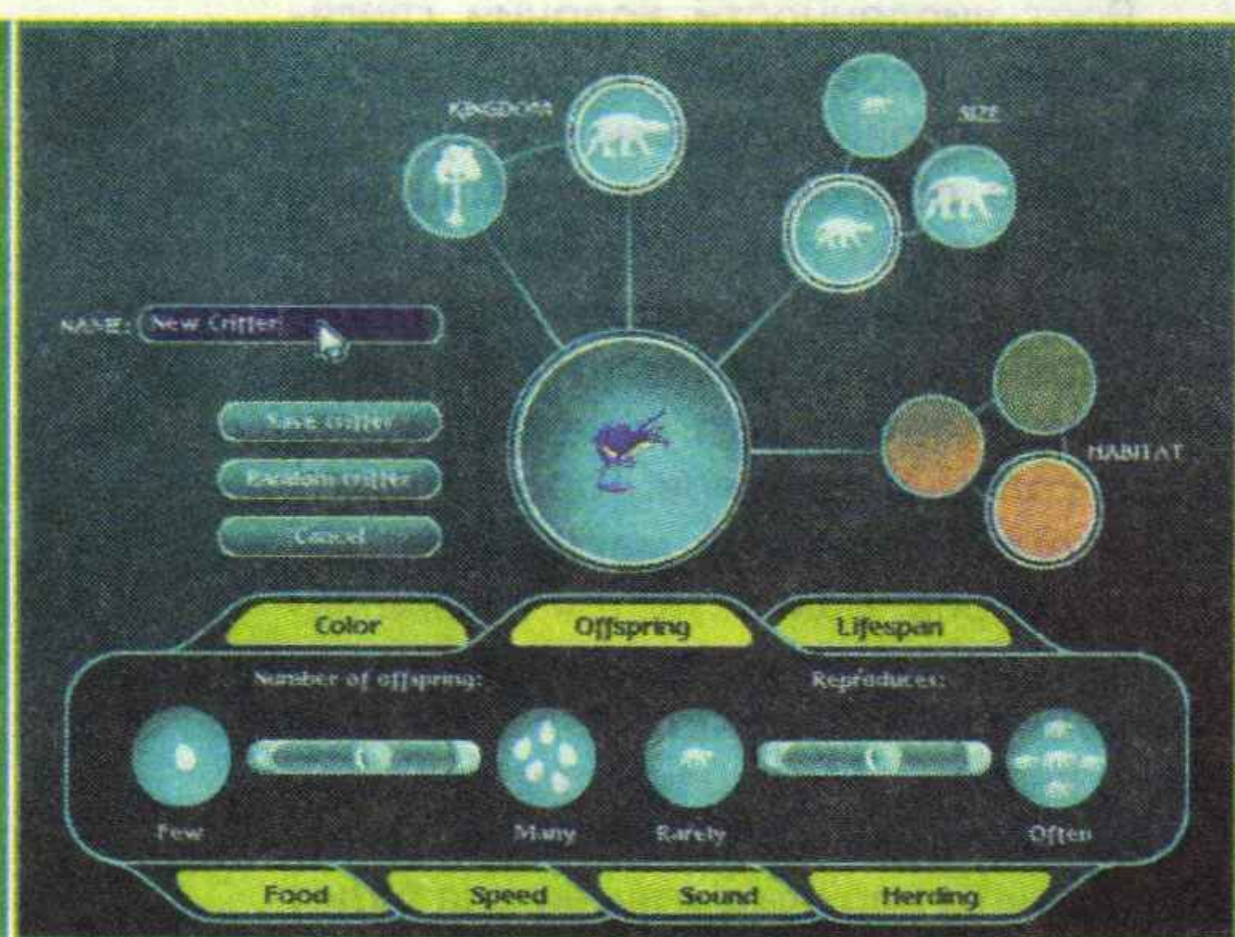 KINGDOM
SIZE
NAME: New Critter
Save critter
Random critter
Cancel
HABITAT
Color
Offspring
Lifespan
Number of offspring:
Reproduces:
Few
Many
Rarely
Often
Food
Speed
Sound
Herding